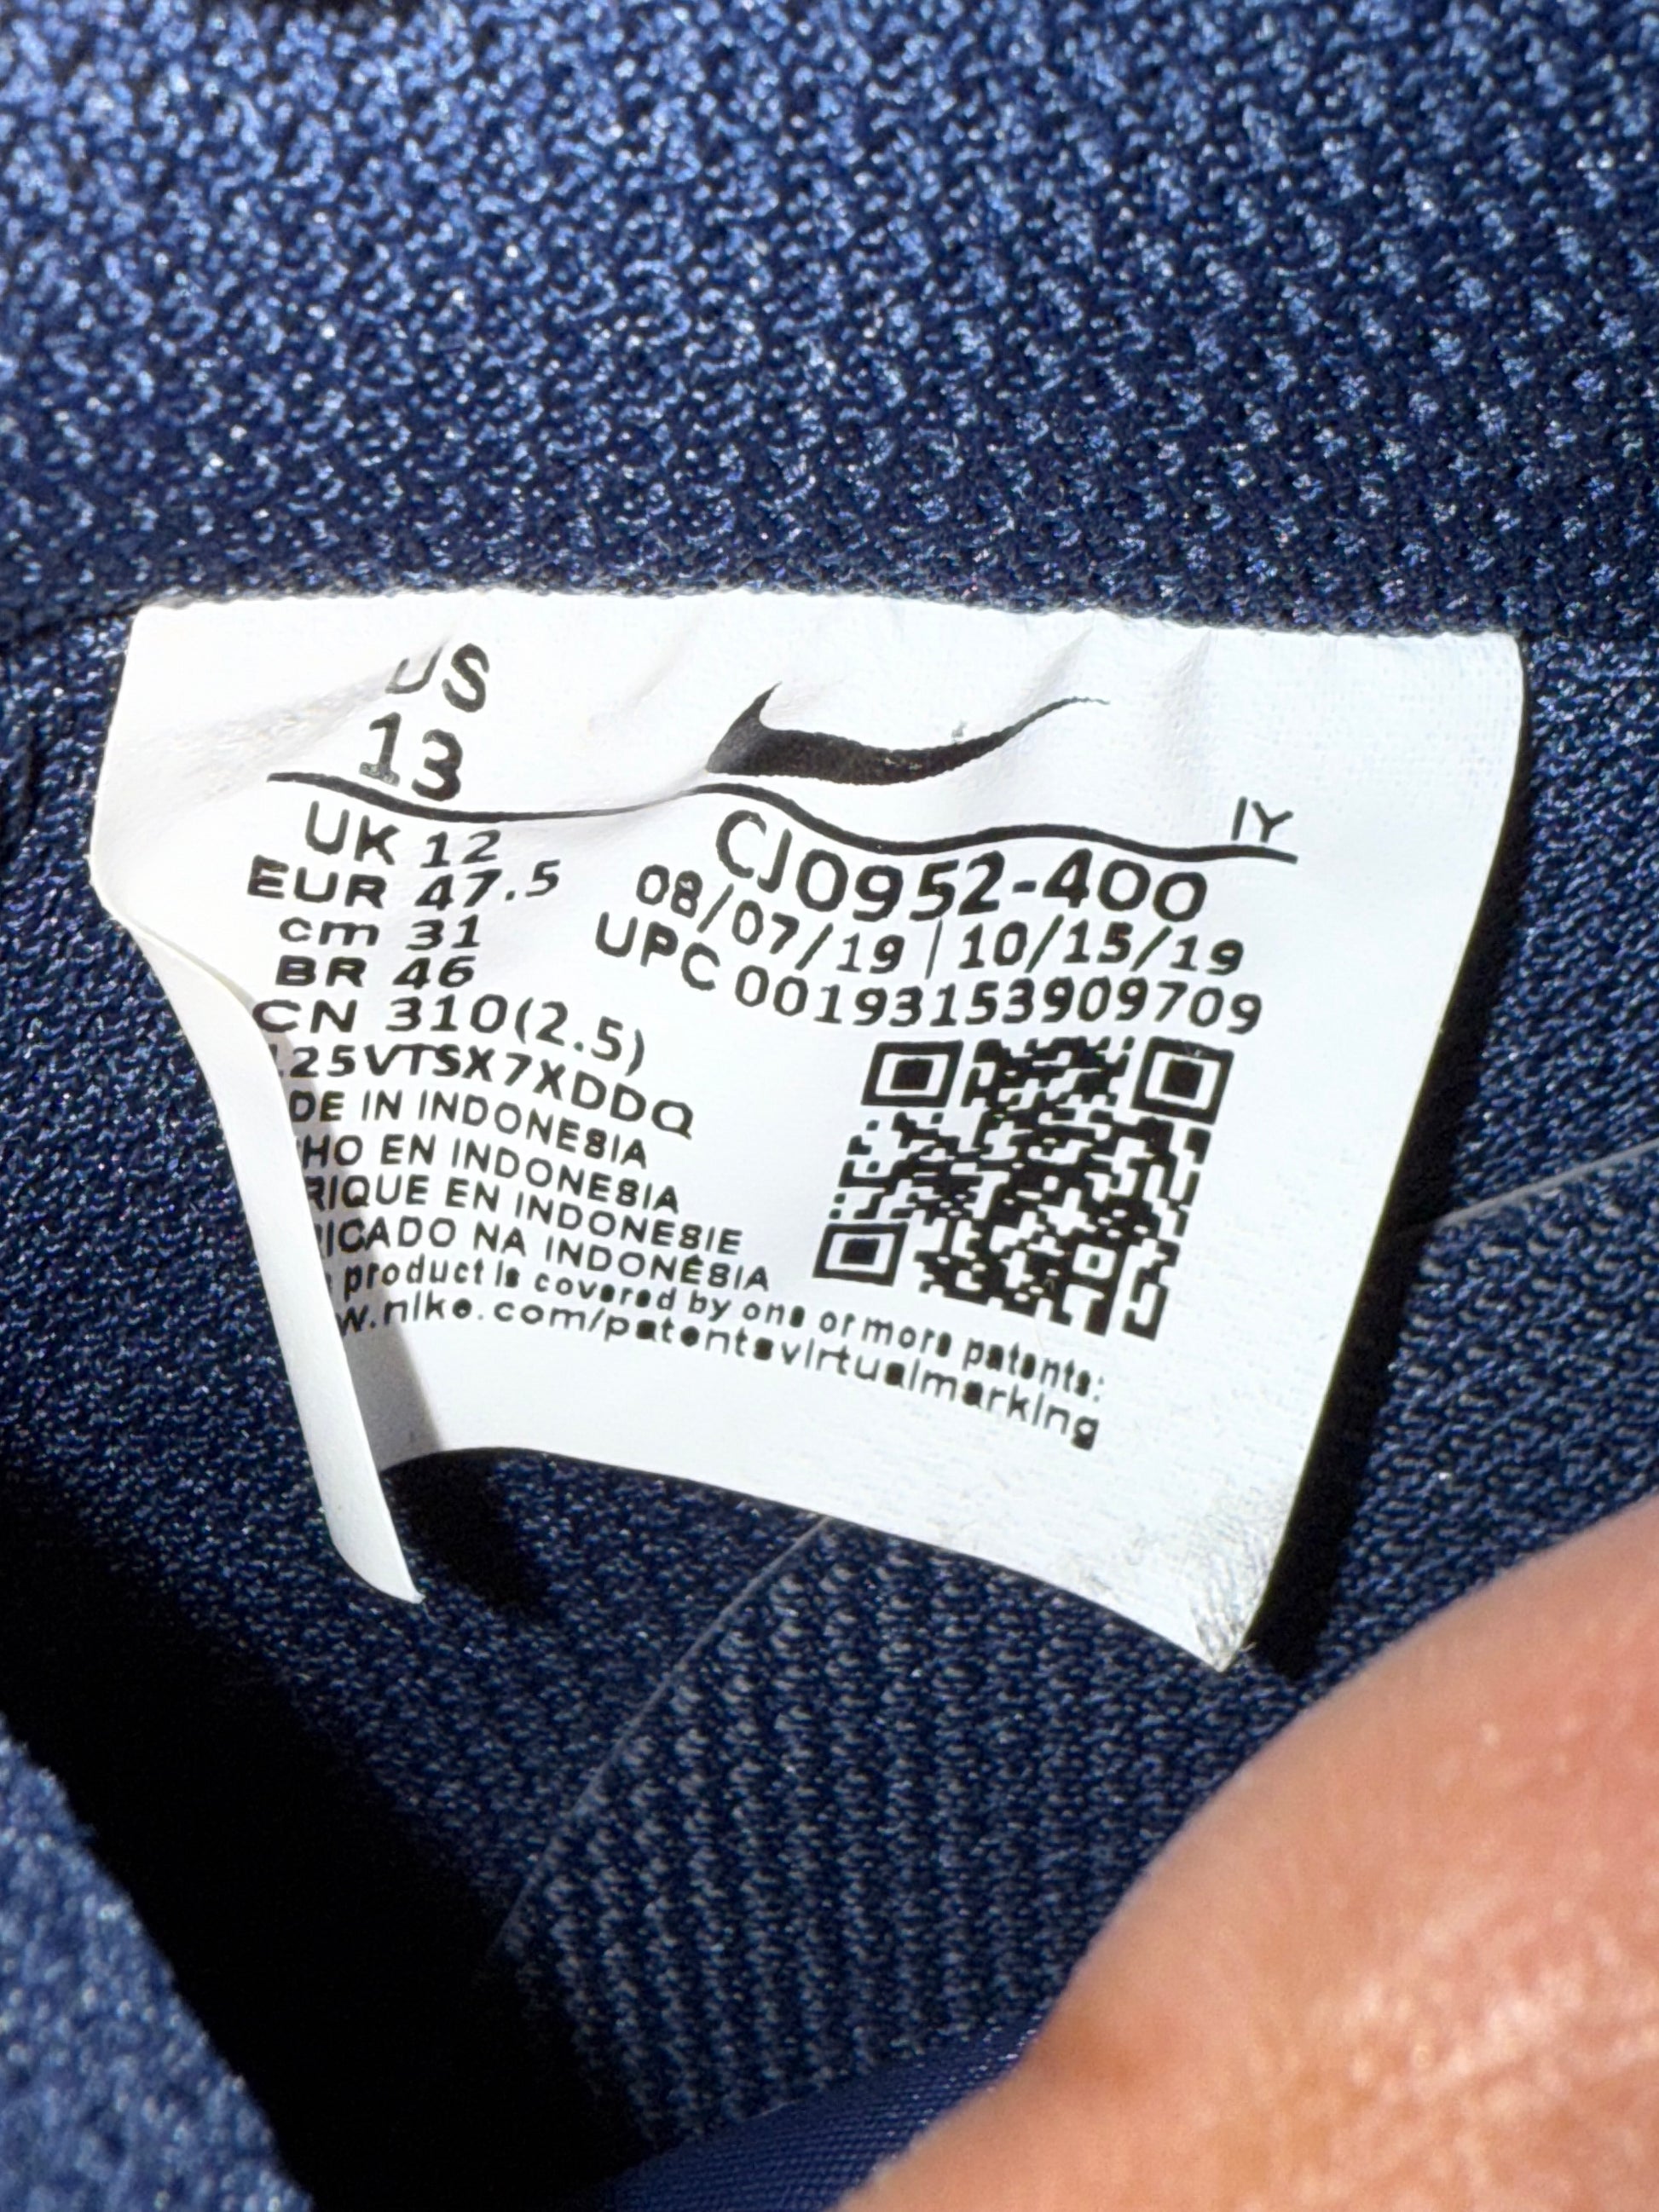 US
13
IY
UK 12
EUR 47.5
cm 31
BR 46
CN 310(2.5)
25VTSX7XDDQ
DE IN INDONESIA
HO EN INDONESIA
RIQUE EN INDONESIE
ICADO NA INDONÉSIA
product is covered by one or more patents:
w.nike.com/patentsvirtualmarking
CJ0952-400
08/07/19 | 10/15/19
UPC 00193153909709